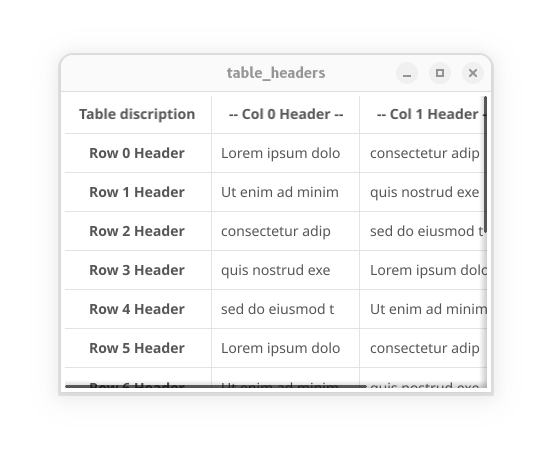 table_headers
Table discription -- Col 0 Header -- -- Col 1 Header -
Row 0 Header Lorem ipsum dolo consectetur adip
Row 1 Header Ut enim ad minim quis nostrud exe
Row 2 Header consectetur adip sed do eiusmod t
Row 3 Header quis nostrud exe Lorem ipsum dolo
Row 4 Header sed do eiusmod t Ut enim ad minim
Row 5 Header Lorem ipsum dolo consectetur adip
Row 6 Header Ut enim ad minim quis nostrud exe